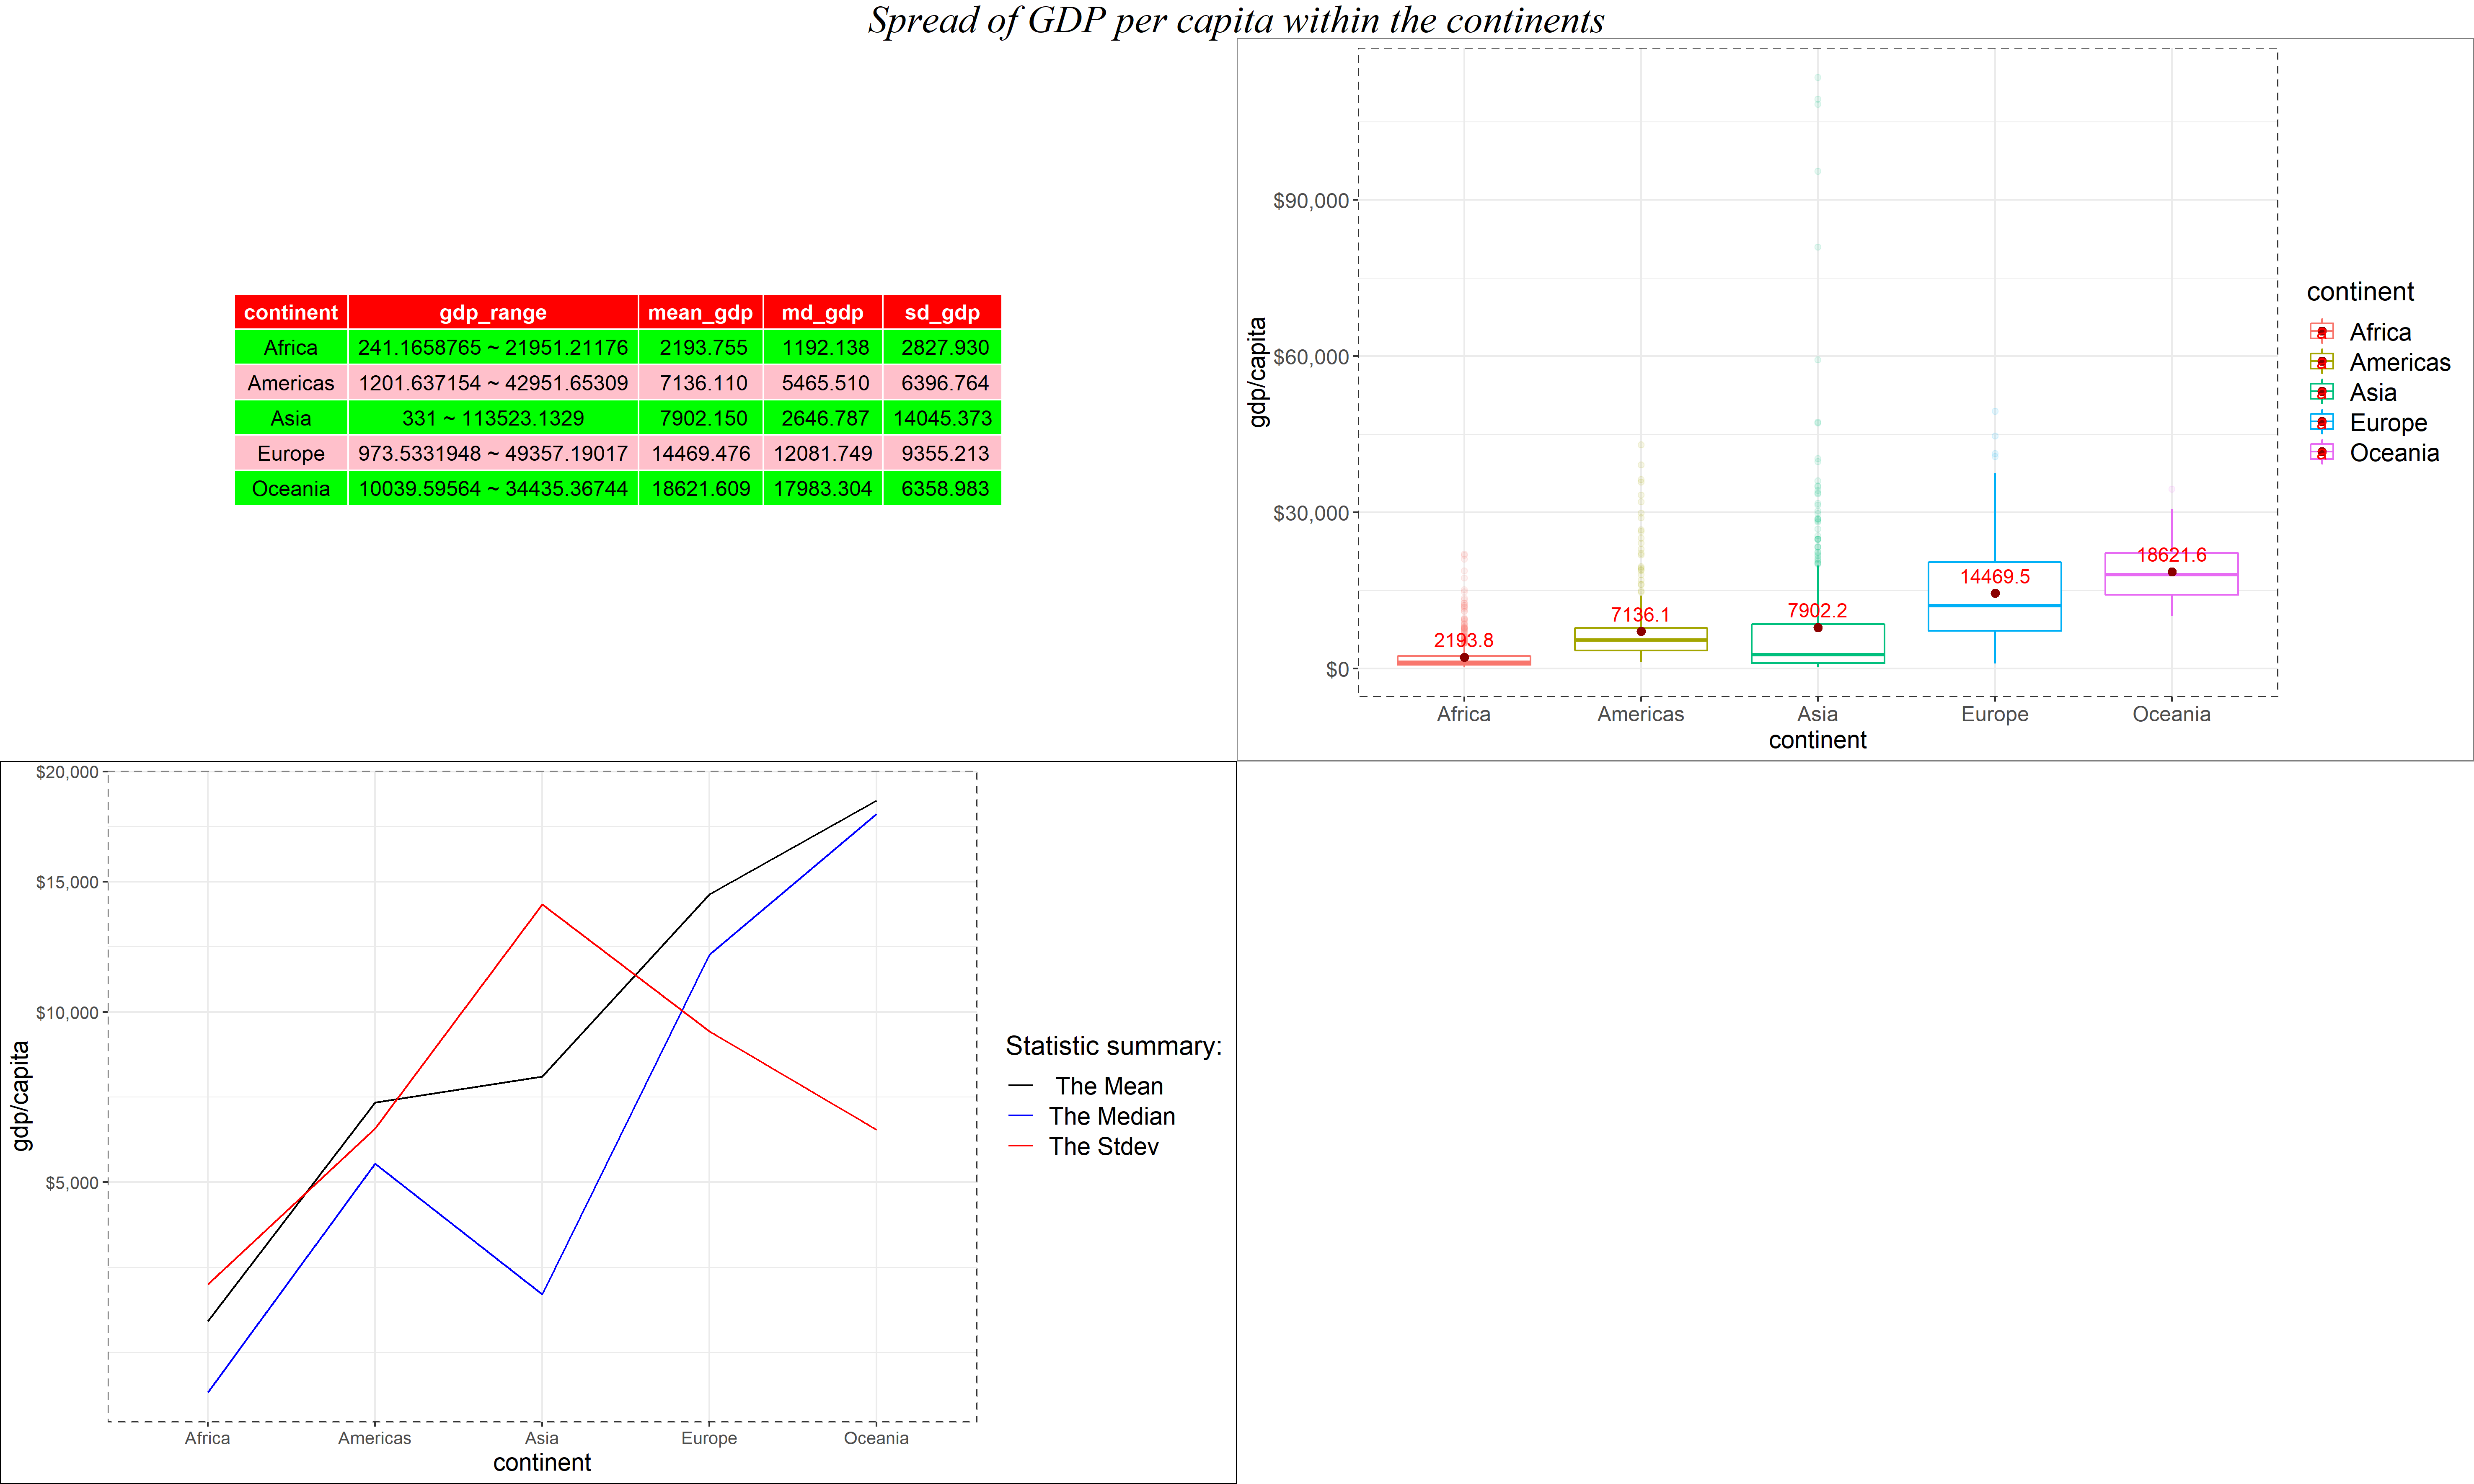 Spread of GDP per capita within the continents
continent gdp_range mean_gdp md_gdp sd_gdp
Africa 241.1658765 ~ 21951.21176 2193.755 1192.138 2827.930
Americas 1201.637154 ~ 42951.65309 7136.110 5465.510 6396.764
Asia 331 ~ 113523.1329 7902.150 2646.787 14045.373
Europe 973.5331948 ~ 49357.19017 14469.476 12081.749 9355.213
Oceania 10039.59564 ~ 34435.36744 18621.609 17983.304 6358.983
gdp/capita
$90,000
$60,000
$30,000
$0
2193.8
7136.1
7902.2
14469.5
18621.6
Africa Americas Asia Europe Oceania
continent
continent
a Africa
a Americas
a Asia
a Europe
a Oceania
gdp/capita
$20,000
$15,000
$10,000
$5,000
Africa Americas Asia Europe Oceania
continent
Statistic summary:
The Mean
The Median
The Stdev